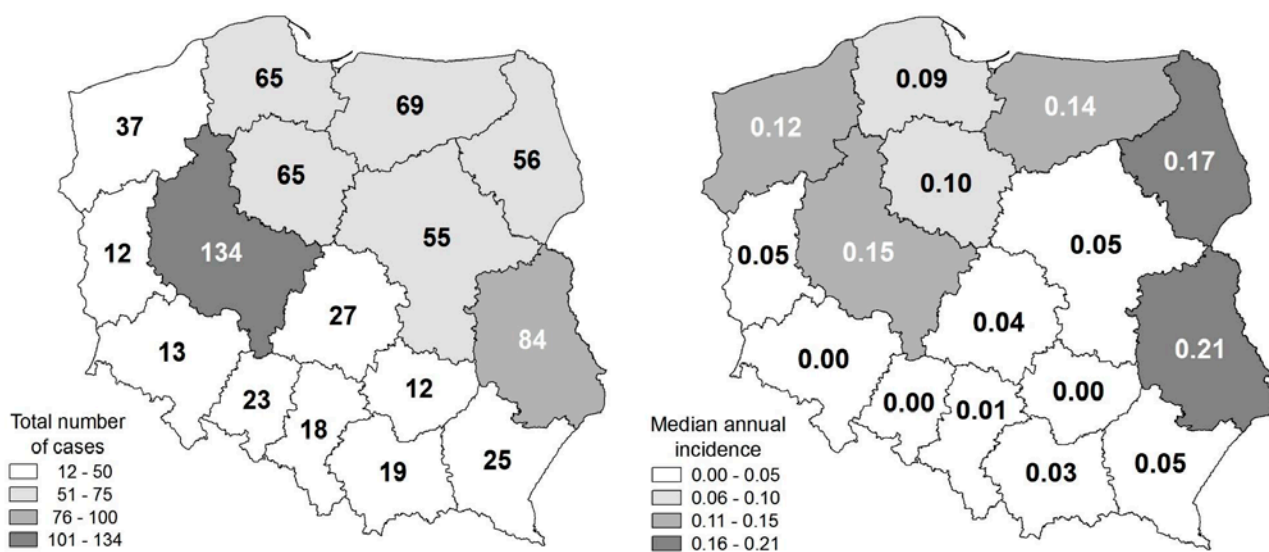 65
69
37
56
65
55
134
12
27
84
13
12
23
18
25
19
Total number
of cases
12 - 50
51 - 75
76 - 100
101 - 134
0.09
0.14
0.12
0.17
0.10
0.05
0.15
0.05
0.04
0.21
0.00
0.00
0.00
0.01
0.05
0.03
Median annual
incidence
0.00 - 0.05
0.06 - 0.10
0.11 - 0.15
0.16 - 0.21